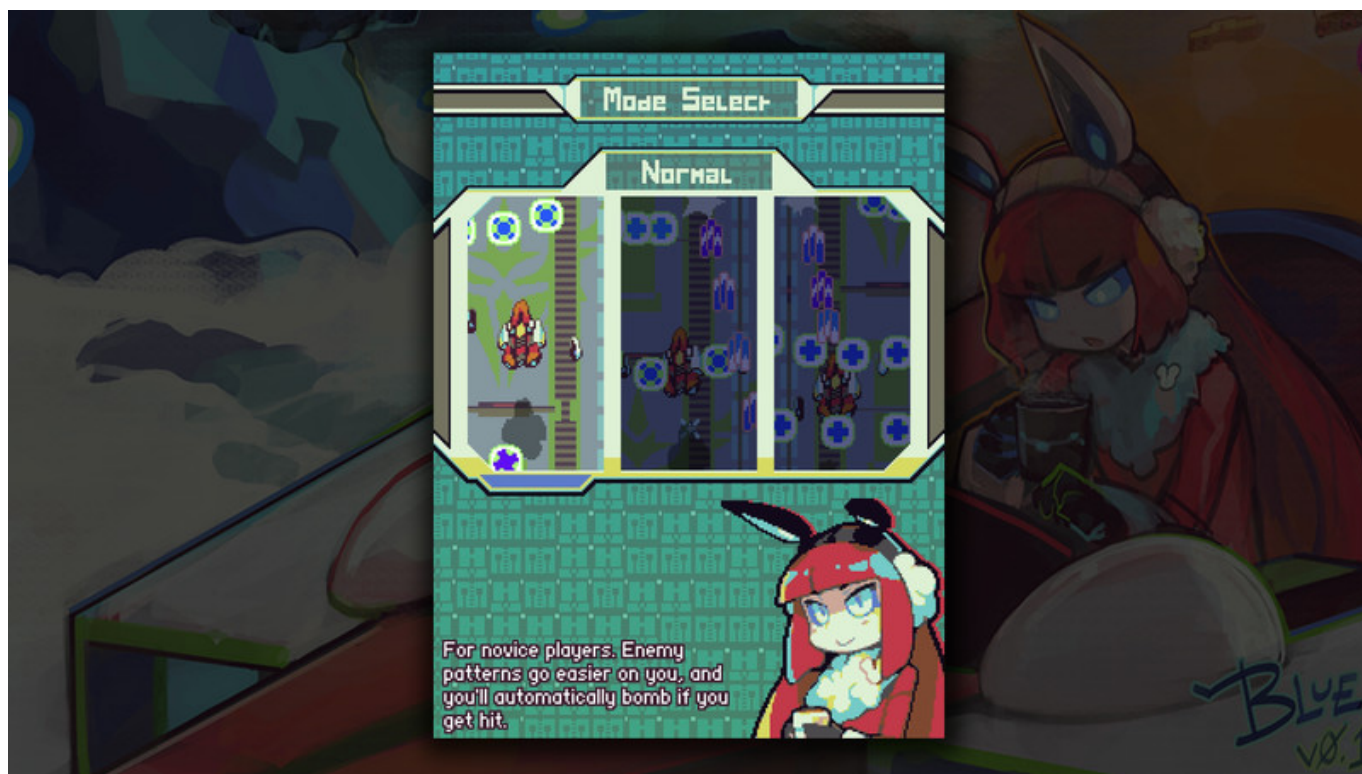 Mode Select
Normal
For novice players. Enemy
patterns go easier on you, and
you'll automatically bomb if you
get hit.
BLUE